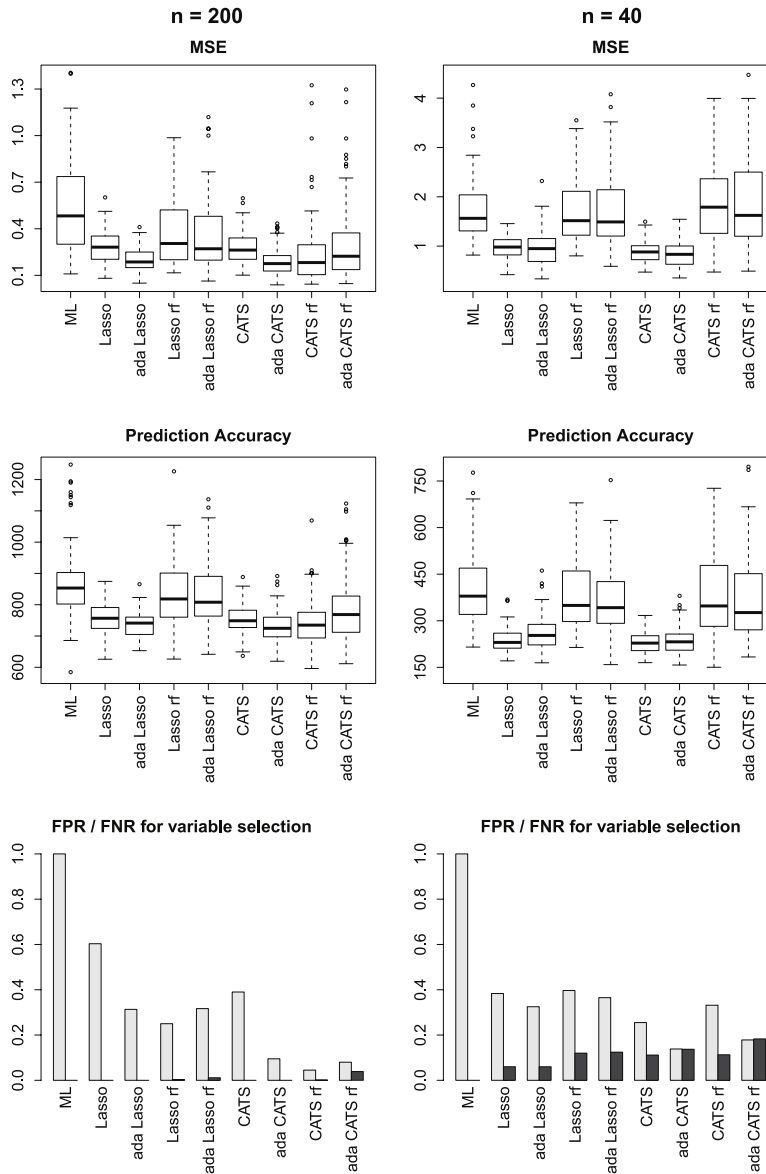 n = 200
MSE
0.1 0.4 0.7 1.0 1.3
ML
Lasso
ada Lasso
Lasso rf
ada Lasso rf
CATS
ada CATS
CATS rf
ada CATS rf
n = 40
MSE
1 2 3 4
ML
Lasso
ada Lasso
Lasso rf
ada Lasso rf
CATS
ada CATS
CATS rf
ada CATS rf
Prediction Accuracy
600 800 1000 1200
ML
Lasso
ada Lasso
Lasso rf
ada Lasso rf
CATS
ada CATS
CATS rf
ada CATS rf
Prediction Accuracy
150 300 450 600 750
ML
Lasso
ada Lasso
Lasso rf
ada Lasso rf
CATS
ada CATS
CATS rf
ada CATS rf
FPR / FNR for variable selection
0.0 0.2 0.4 0.6 0.8 1.0
ML
Lasso
ada Lasso
Lasso rf
ada Lasso rf
CATS
ada CATS
CATS rf
ada CATS rf
FPR / FNR for variable selection
0.0 0.2 0.4 0.6 0.8 1.0
ML
Lasso
ada Lasso
Lasso rf
ada Lasso rf
CATS
ada CATS
CATS rf
ada CATS rf